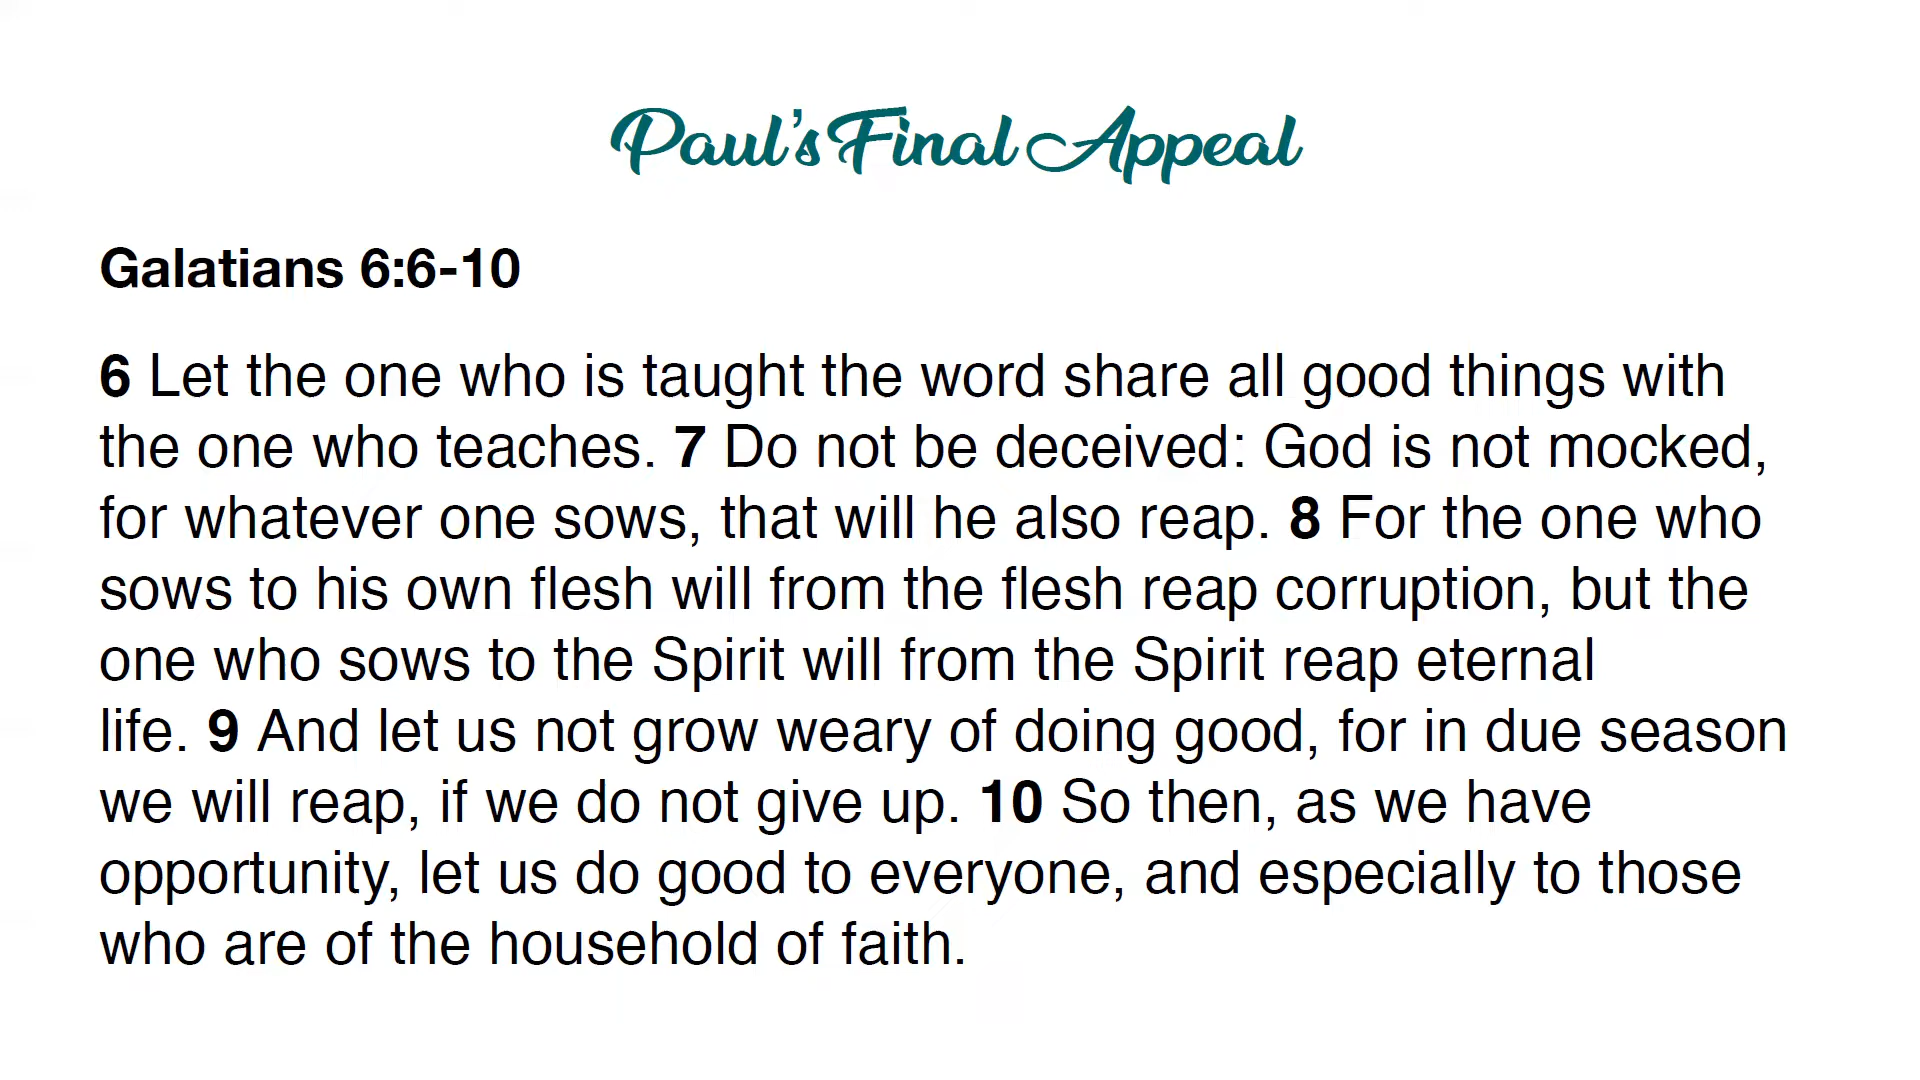 Paul's Final Appeal
Galatians 6:6-10
6 Let the one who is taught the word share all good things with
the one who teaches. 7 Do not be deceived: God is not mocked,
for whatever one sows, that will he also reap. 8 For the one who
sows to his own flesh will from the flesh reap corruption, but the
one who sows to the Spirit will from the Spirit reap eternal
life. 9 And let us not grow weary of doing good, for in due season
we will reap, if we do not give up. 10 So then, as we have
opportunity, let us do good to everyone, and especially to those
who are of the household of faith.